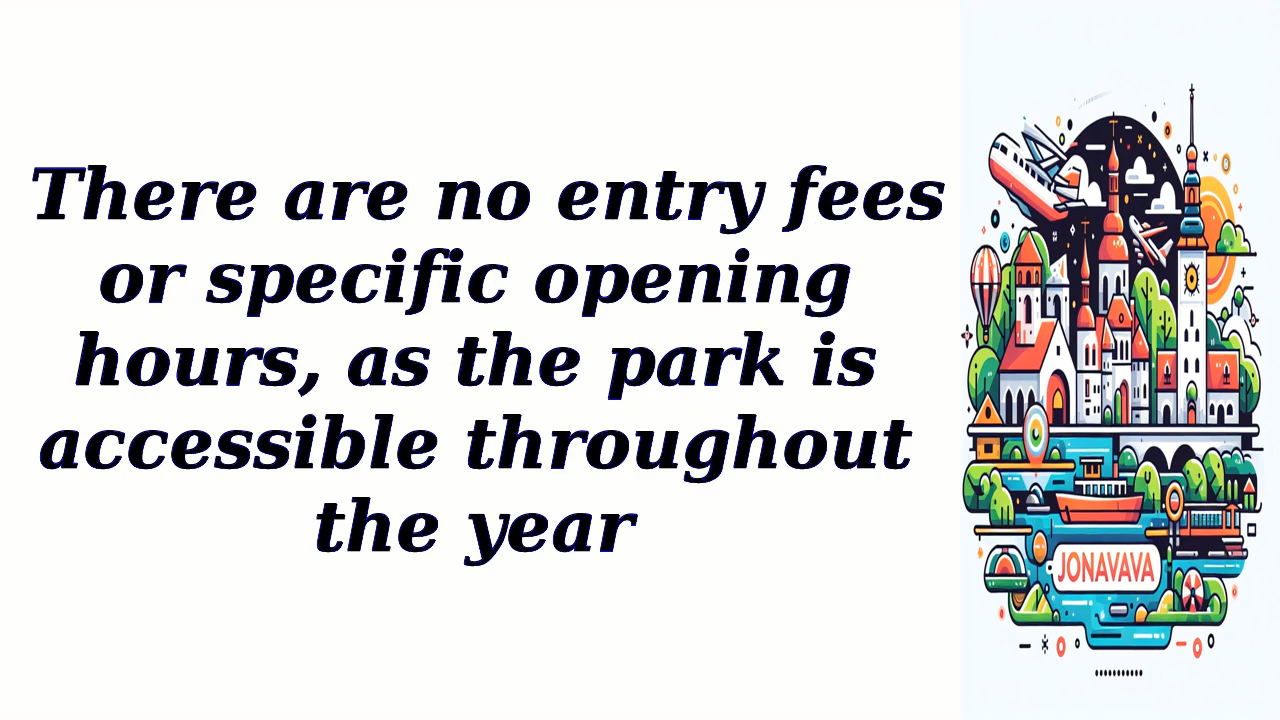 There are no entry fees
or specific opening
hours, as the park is
accessible throughout
the year
JONAVAVA